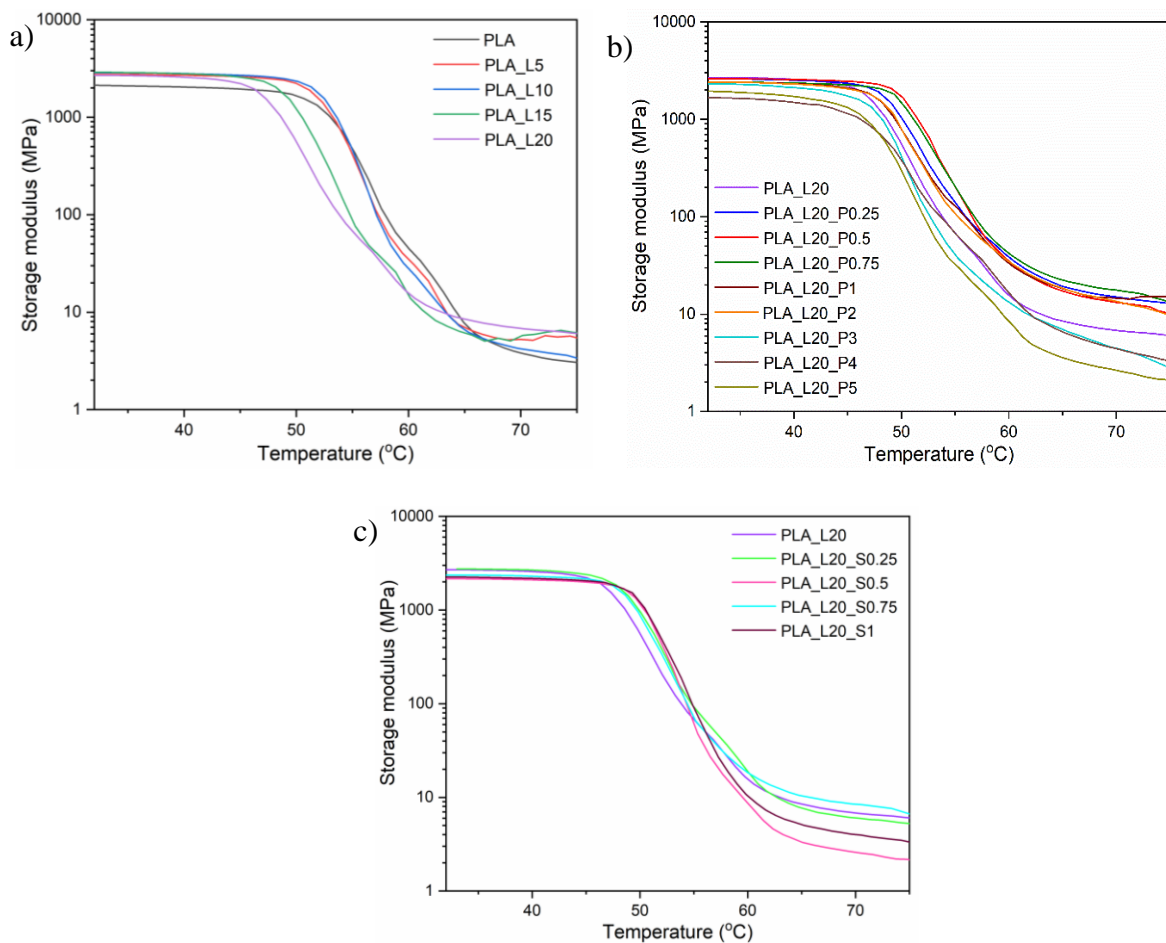 a)
Storage modulus (MPa)
10000
1000
100
10
1
PLA
PLA_L5
PLA_L10
PLA_L15
PLA_L20
40 50 60 70
Temperature (°C)
b)
Storage modulus (MPa)
10000
1000
100
10
1
PLA_L20
PLA_L20_P0.25
PLA_L20_P0.5
PLA_L20_P0.75
PLA_L20_P1
PLA_L20_P2
PLA_L20_P3
PLA_L20_P4
PLA_L20_P5
40 50 60 70
Temperature (°C)
c)
Storage modulus (MPa)
10000
1000
100
10
1
PLA_L20
PLA_L20_S0.25
PLA_L20_S0.5
PLA_L20_S0.75
PLA_L20_S1
40 50 60 70
Temperature (°C)